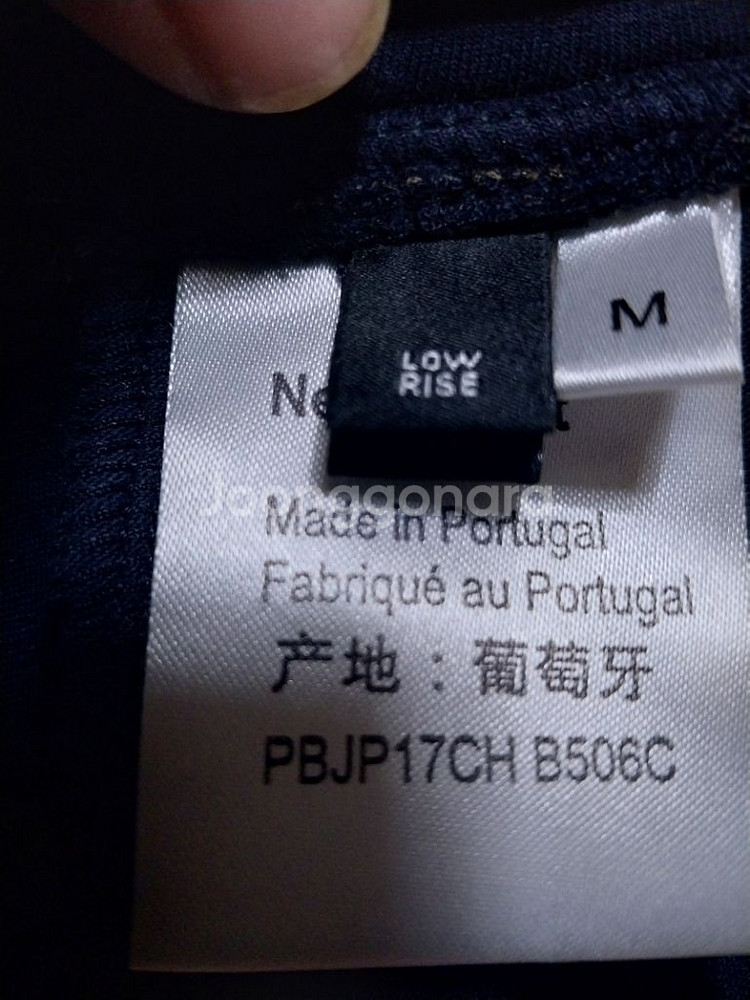 M
LOW
RISE
Made in Portugal
Fabriqué au Portugal
产地：葡萄牙
PBJP17CH B506C